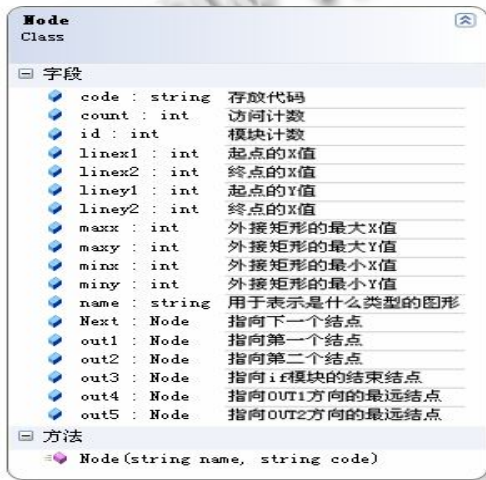 Node
Class
字段
code : string 存放代码
count : int 访问计数
id : int 模块计数
linex1 : int 起点的X值
linex2 : int 终点的X值
liney1 : int 起点的Y值
liney2 : int 终点的X值
maxx : int 外接矩形的最大X值
maxy : int 外接矩形的最大Y值
minx : int 外接矩形的最小X值
miny : int 外接矩形的最小Y值
name : string 用于表示是什么类型的图形
Next : Node 指向下一个结点
out1 : Node 指向第一个结点
out2 : Node 指向第二个结点
out3 : Node 指向if模块的结束结点
out4 : Node 指向OUT1方向的最远结点
out5 : Node 指向OUT2方向的最远结点
方法
Node(string name, string code)